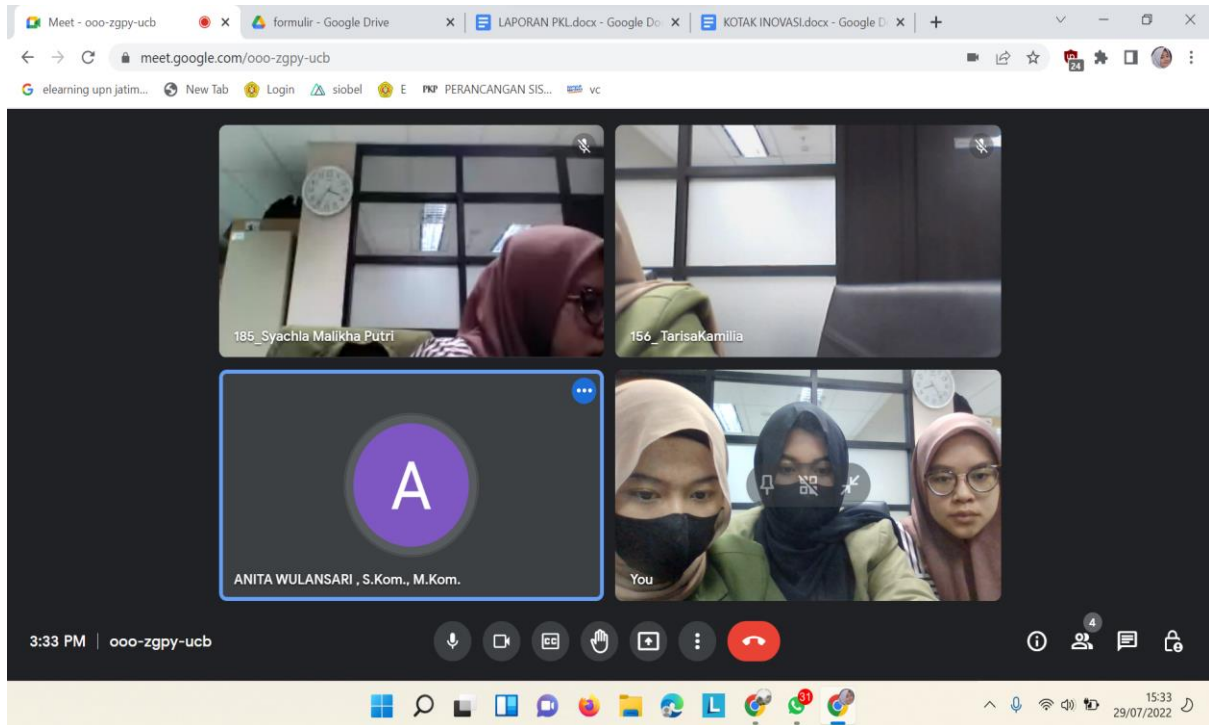 Meet - ooo-zgpy-ucb
formulir - Google Drive
LAPORAN PKL.docx - Google Do
KOTAK INOVASI.docx - Google D
meet.google.com/ooo-zgpy-ucb
24
elearning upn jatim...
New Tab
Login
siobel
E
PKP PERANCANGAN SIS...
vc
185_Syachla Malikha Putri
156_TarisaKamilia
A
ANITA WULANSARI , S.Kom., M.Kom.
You
3:33 PM | ooo-zgpy-ucb
CC
4
L
31
15:33
29/07/2022